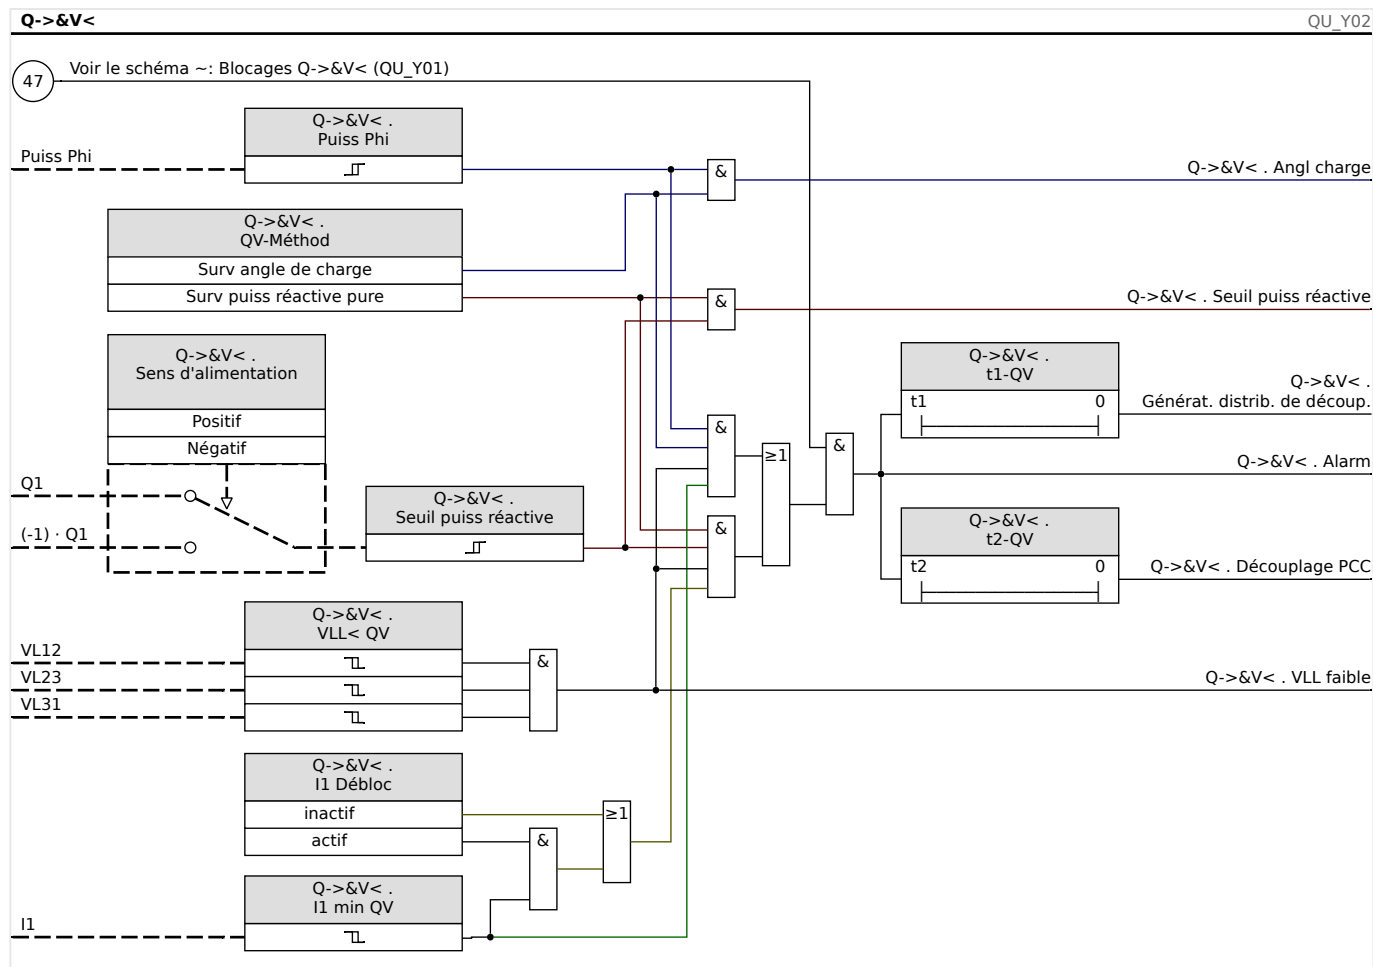 Q->&V<
QU_Y02
47
Voir le schéma ~: Blocages Q->&V< (QU_Y01)
Q->&V< .
Puiss Phi
Puiss Phi
&
Q->&V< . Angl charge
Q->&V< .
QV-Méthod
Surv angle de charge
Surv puiss réactive pure
&
Q->&V< . Seuil puiss réactive
Q->&V< .
Sens d'alimentation
Positif
Négatif
Q->&V< .
t1-QV
t1 0
Q->&V< .
Générat. distrib. de découp.
&
≥1
&
Q->&V< . Alarm
Q1
(-1) · Q1
Q->&V< .
Seuil puiss réactive
&
Q->&V< .
t2-QV
t2 0
Q->&V< . Découplage PCC
Q->&V< .
VLL< QV
VL12
VL23
VL31
&
Q->&V< . VLL faible
Q->&V< .
I1 Débloc
inactif
actif
≥1
&
Q->&V< .
I1 min QV
I1